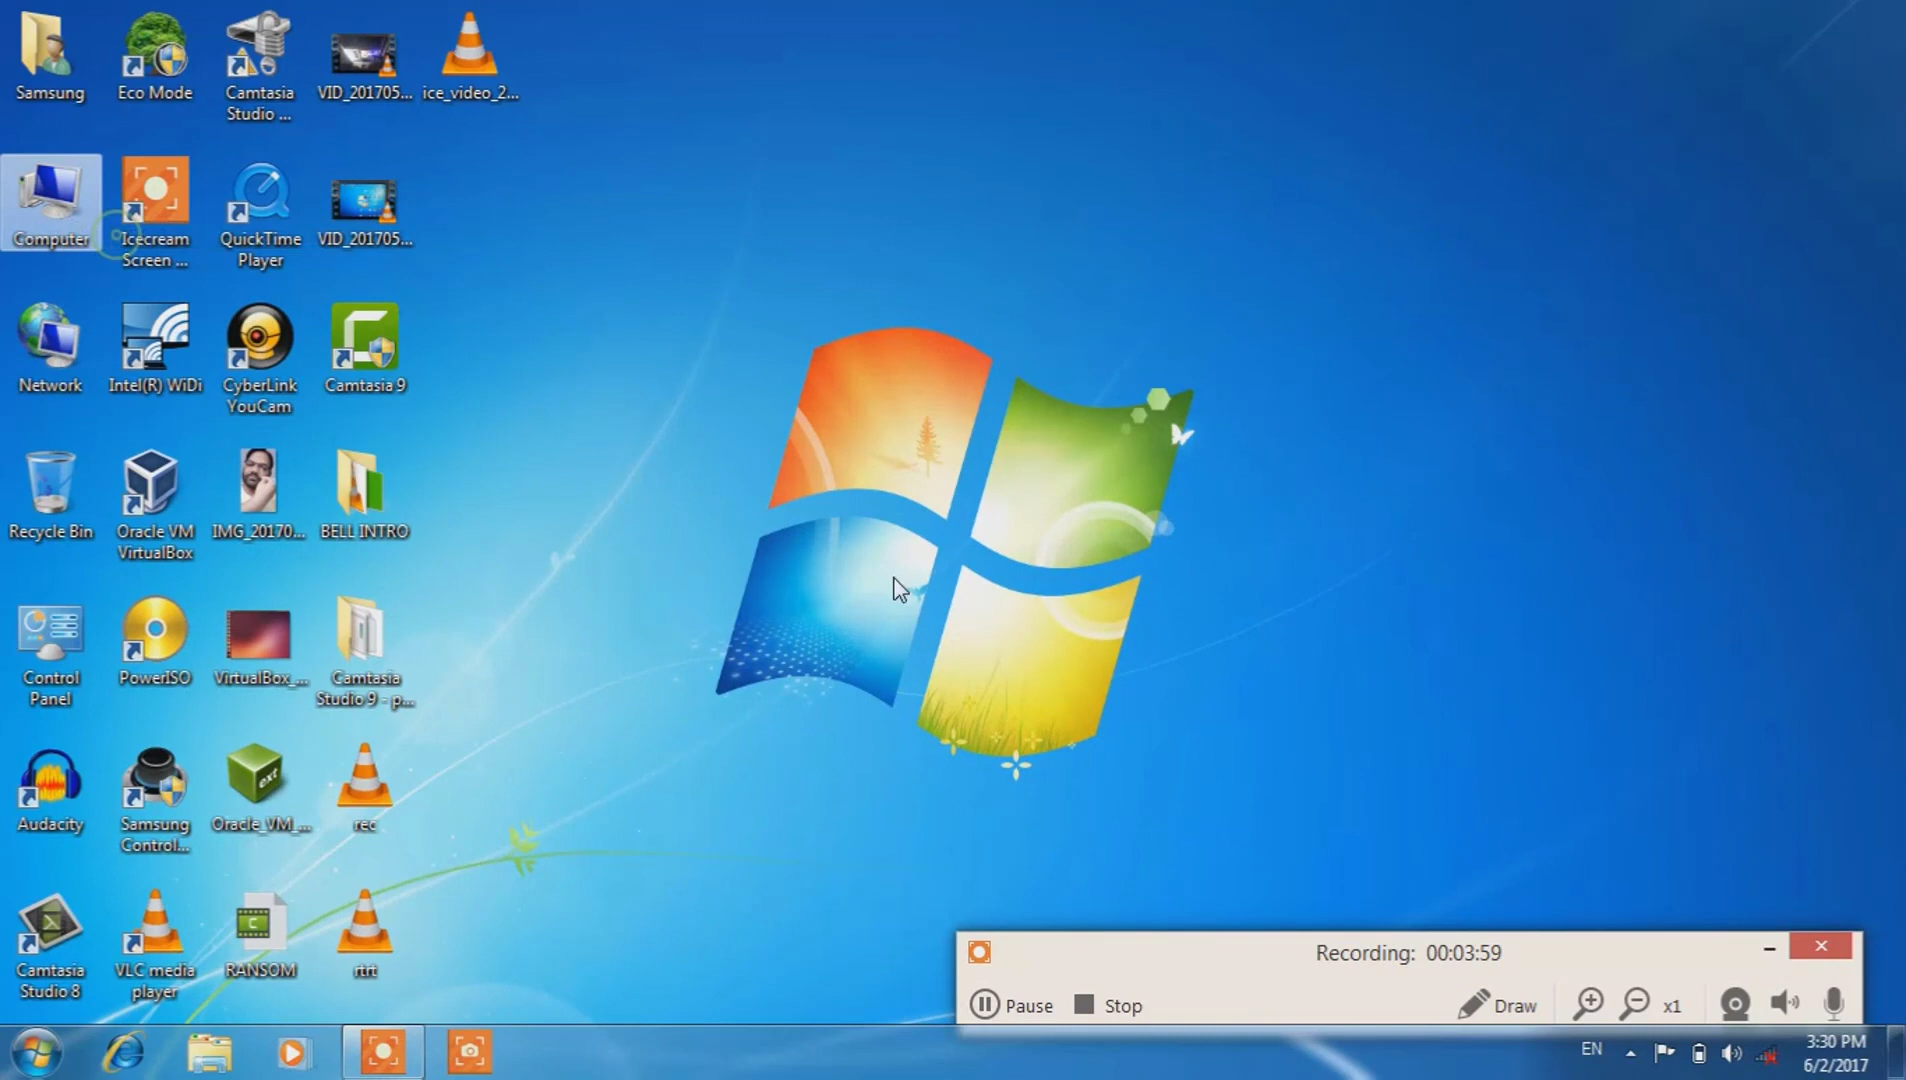 Samsung
Eco Mode
Camtasia
Studio ...
VID_201705...
ice_video_2...
Computer
Icecream
Screen ...
QuickTime
Player
VID_201705...
Network
Intel(R) WiDi
CyberLink
YouCam
Camtasia 9
Recycle Bin
Oracle VM
VirtualBox
IMG_20170...
BELL INTRO
Control
Panel
PowerISO
VirtualBox_...
Camtasia
Studio 9 - p...
Audacity
Samsung
Control...
ext
Oracle_VM_...
rec
Camtasia
Studio 8
VLC media
player
C
RANSOM
rtrt
Recording: 00:03:59
Pause
Stop
Draw
x1
EN
3:30 PM
6/2/2017